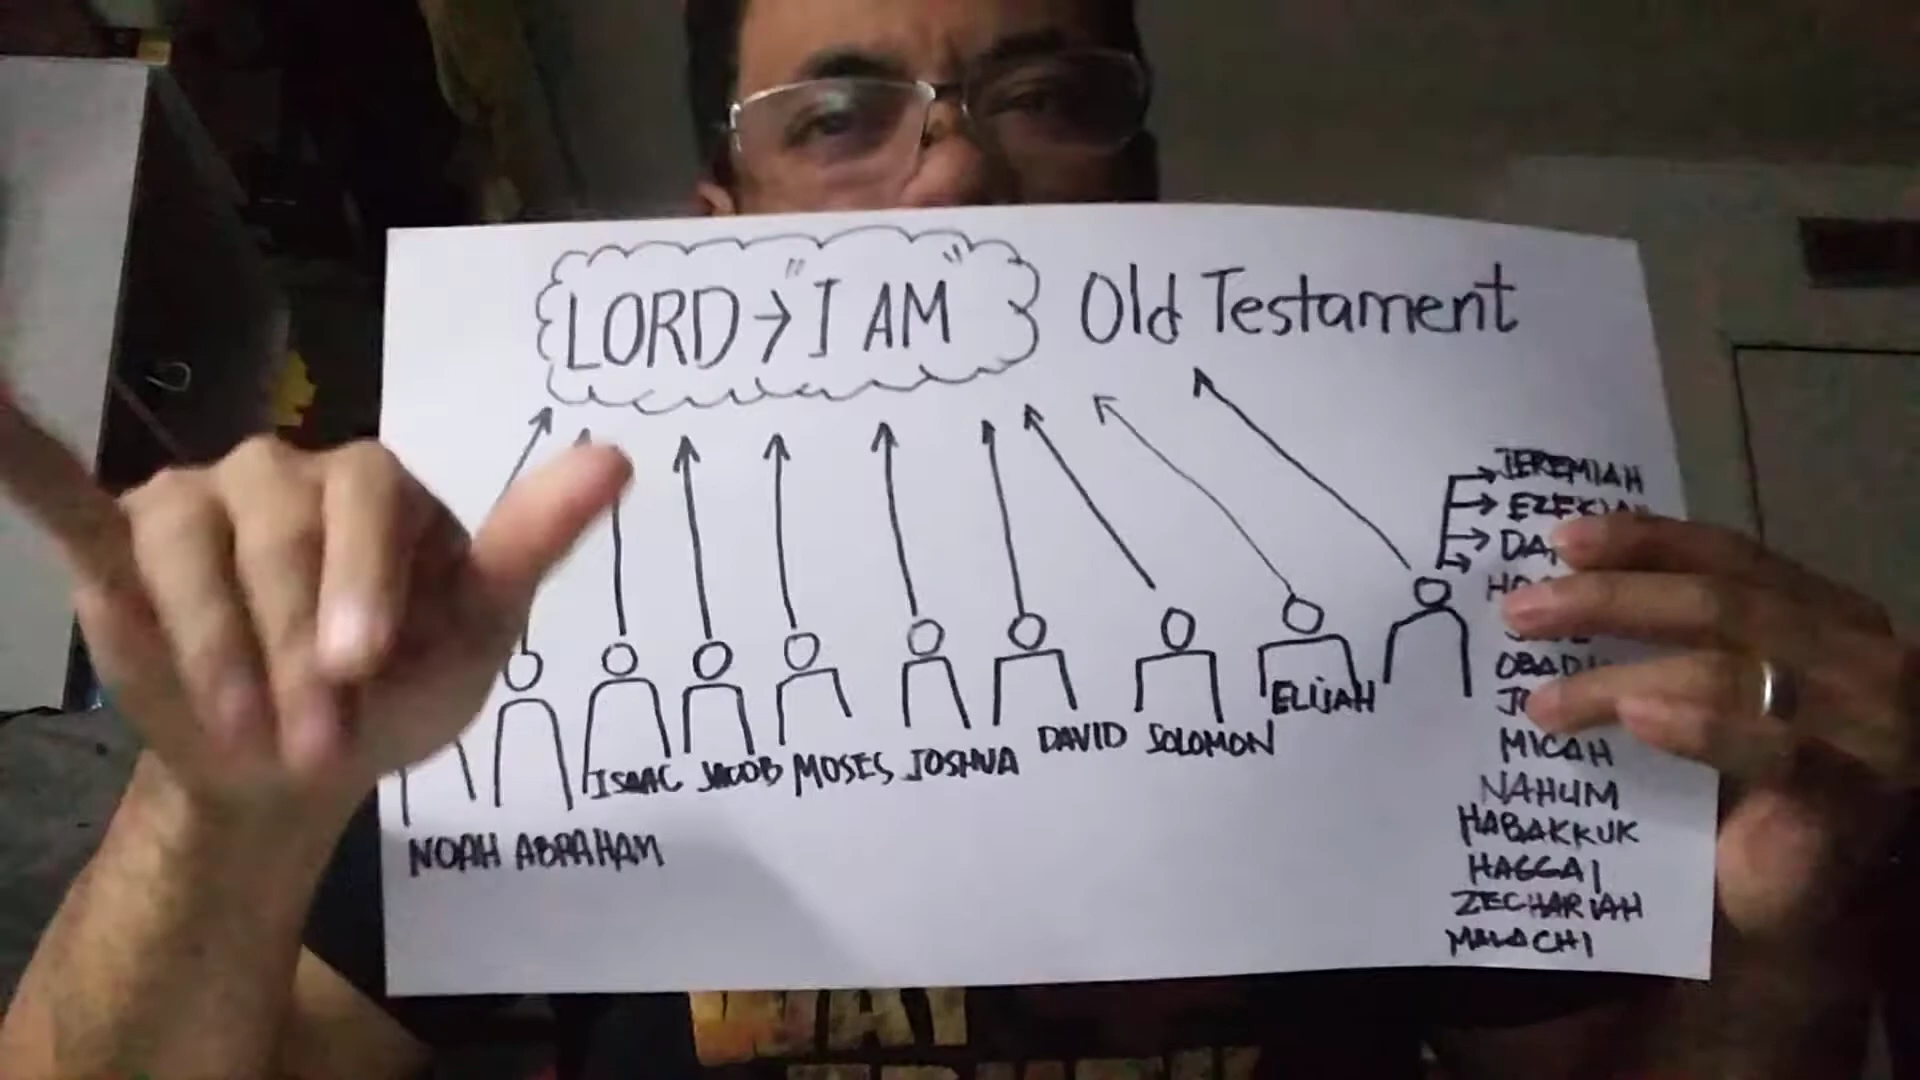 LORD → "I AM" Old Testament
JEREMIAH
MICAH
NAHUM
HABAKKUK
HAGGAI
ZECHARIAH
MALACHI
ELIJAH
ISAAC JACOB MOSES JOSHUA DAVID SOLOMON
NOAH ABRAHAM